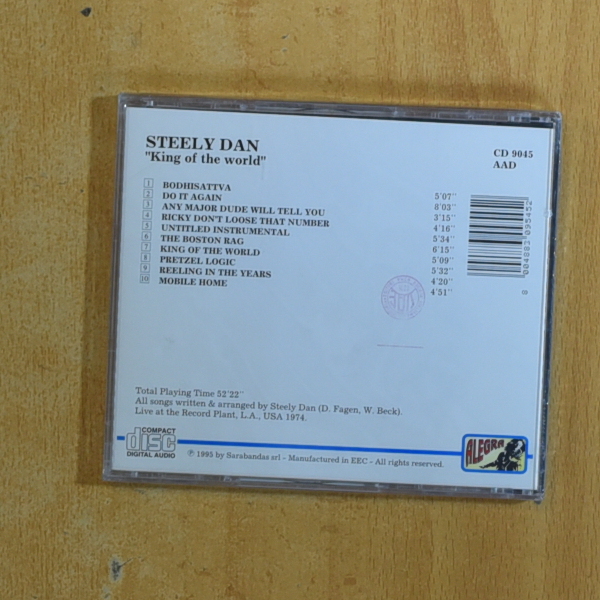 STEELY DAN
"King of the world"
CD 9045
AAD
1 BODHISATTVA 5'07''
2 DO IT AGAIN 8'03''
3 ANY MAJOR DUDE WILL TELL YOU 3'15''
4 RICKY DON'T LOOSE THAT NUMBER 4'16''
5 UNTITLED INSTRUMENTAL 5'34''
6 THE BOSTON RAG 6'15''
7 KING OF THE WORLD 5'09''
8 PRETZEL LOGIC 5'32''
9 REELING IN THE YEARS 4'20''
10 MOBILE HOME 4'51''
8 004883 095452
Total Playing Time 52'22''
All songs written & arranged by Steely Dan (D. Fagen, W. Beck).
Live at the Record Plant, L.A., USA 1974.
COMPACT
disc
DIGITAL AUDIO
℗ 1995 by Sarabandas srl - Manufactured in EEC - All rights reserved.
ALEGRA